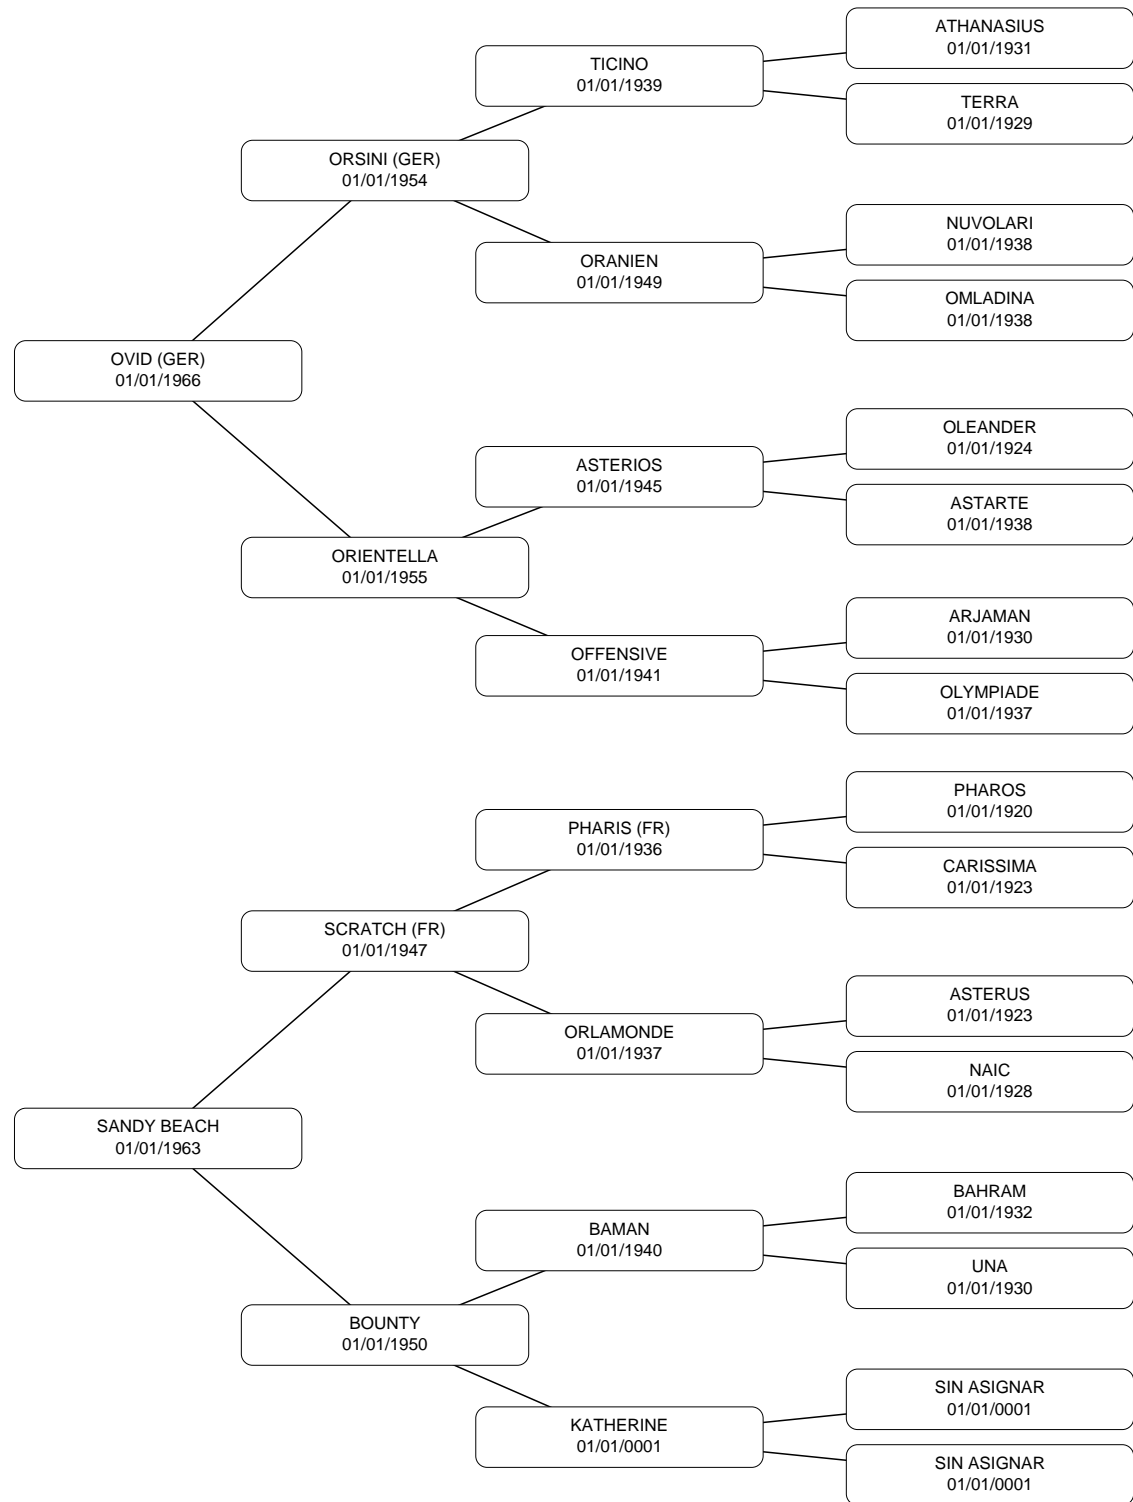 ATHANASIUS
01/01/1931
TICINO
01/01/1939
TERRA
01/01/1929
ORSINI (GER)
01/01/1954
NUVOLARI
01/01/1938
ORANIEN
01/01/1949
OMLADINA
01/01/1938
OVID (GER)
01/01/1966
OLEANDER
01/01/1924
ASTERIOS
01/01/1945
ASTARTE
01/01/1938
ORIENTELLA
01/01/1955
ARJAMAN
01/01/1930
OFFENSIVE
01/01/1941
OLYMPIADE
01/01/1937
PHAROS
01/01/1920
PHARIS (FR)
01/01/1936
CARISSIMA
01/01/1923
SCRATCH (FR)
01/01/1947
ASTERUS
01/01/1923
ORLAMONDE
01/01/1937
NAIC
01/01/1928
SANDY BEACH
01/01/1963
BAHRAM
01/01/1932
BAMAN
01/01/1940
UNA
01/01/1930
BOUNTY
01/01/1950
SIN ASIGNAR
01/01/0001
KATHERINE
01/01/0001
SIN ASIGNAR
01/01/0001